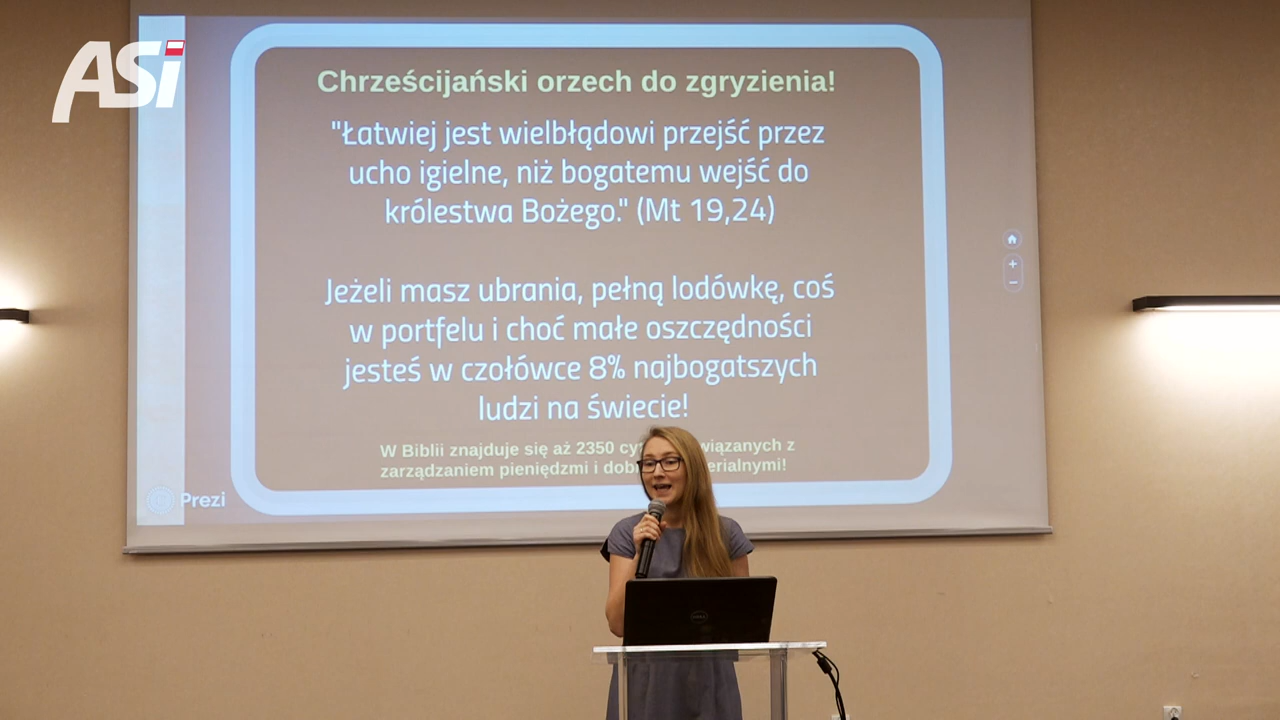 ASi
Chrześcijański orzech do zgryzienia!
"Łatwiej jest wielbłądowi przejść przez
ucho igielne, niż bogatemu wejść do
królestwa Bożego." (Mt 19,24)
Jeżeli masz ubrania, pełną lodówkę, coś
w portfelu i choć małe oszczędności
jesteś w czołówce 8% najbogatszych
ludzi na świecie!
W Biblii znajduje się aż 2350 z
zarządzaniem pieniędzmi i
Prezi
DELL